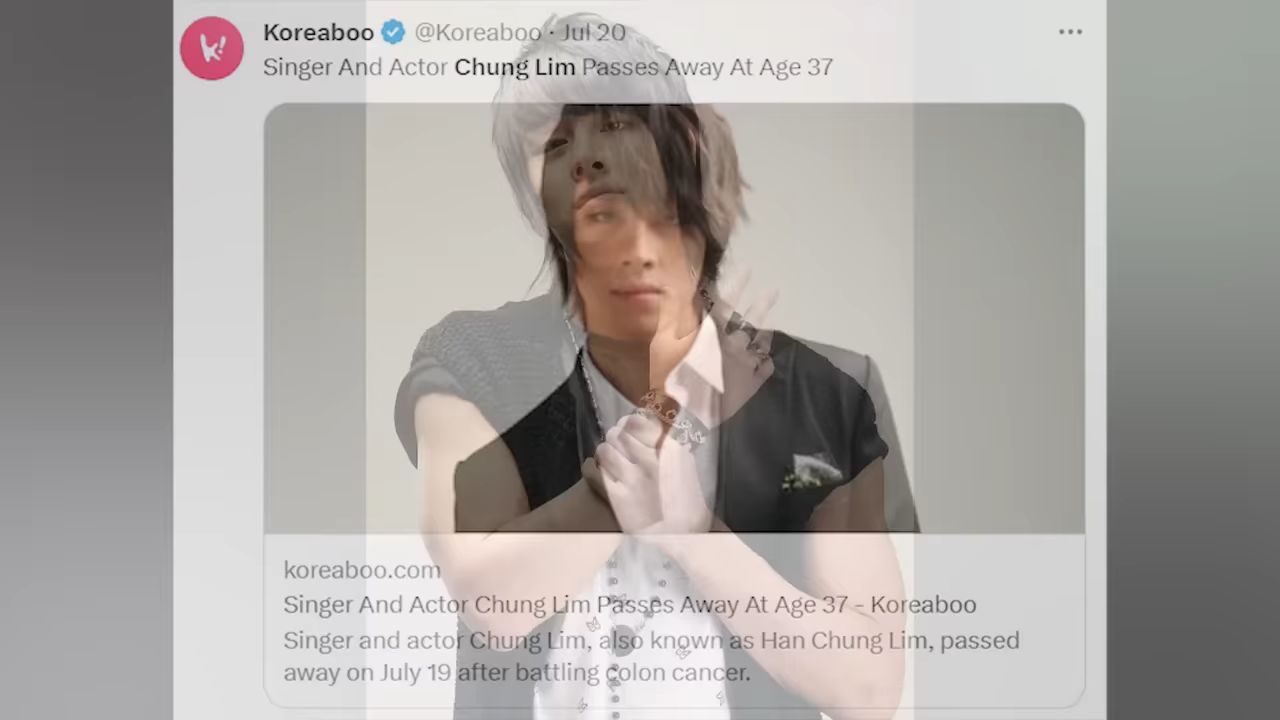 Koreaboo @Koreaboo · Jul 20
Singer And Actor Chung Lim Passes Away At Age 37
koreaboo.com
Singer And Actor Chung Lim Passes Away At Age 37 - Koreaboo
Singer and actor Chung Lim, also known as Han Chung Lim, passed
away on July 19 after battling colon cancer.